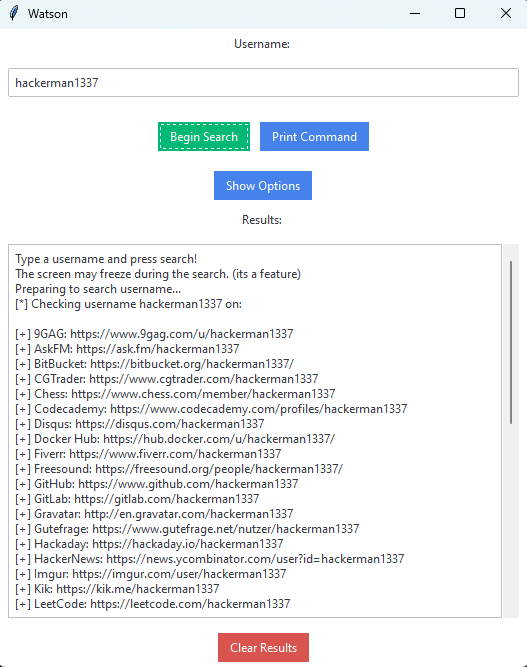 Watson
Username:
hackerman1337
Begin Search
Print Command
Show Options
Results:
Type a username and press search!
The screen may freeze during the search. (its a feature)
Preparing to search username...
[*] Checking username hackerman1337 on:
[+] 9GAG: https://www.9gag.com/u/hackerman1337
[+] AskFM: https://ask.fm/hackerman1337
[+] BitBucket: https://bitbucket.org/hackerman1337/
[+] CGTrader: https://www.cgtrader.com/hackerman1337
[+] Chess: https://www.chess.com/member/hackerman1337
[+] Codecademy: https://www.codecademy.com/profiles/hackerman1337
[+] Disqus: https://disqus.com/hackerman1337
[+] Docker Hub: https://hub.docker.com/u/hackerman1337/
[+] Fiverr: https://www.fiverr.com/hackerman1337
[+] Freesound: https://freesound.org/people/hackerman1337/
[+] GitHub: https://www.github.com/hackerman1337
[+] GitLab: https://gitlab.com/hackerman1337
[+] Gravatar: http://en.gravatar.com/hackerman1337
[+] Gutefrage: https://www.gutefrage.net/nutzer/hackerman1337
[+] Hackaday: https://hackaday.io/hackerman1337
[+] HackerNews: https://news.ycombinator.com/user?id=hackerman1337
[+] Imgur: https://imgur.com/user/hackerman1337
[+] Kik: https://kik.me/hackerman1337
[+] LeetCode: https://leetcode.com/hackerman1337
Clear Results